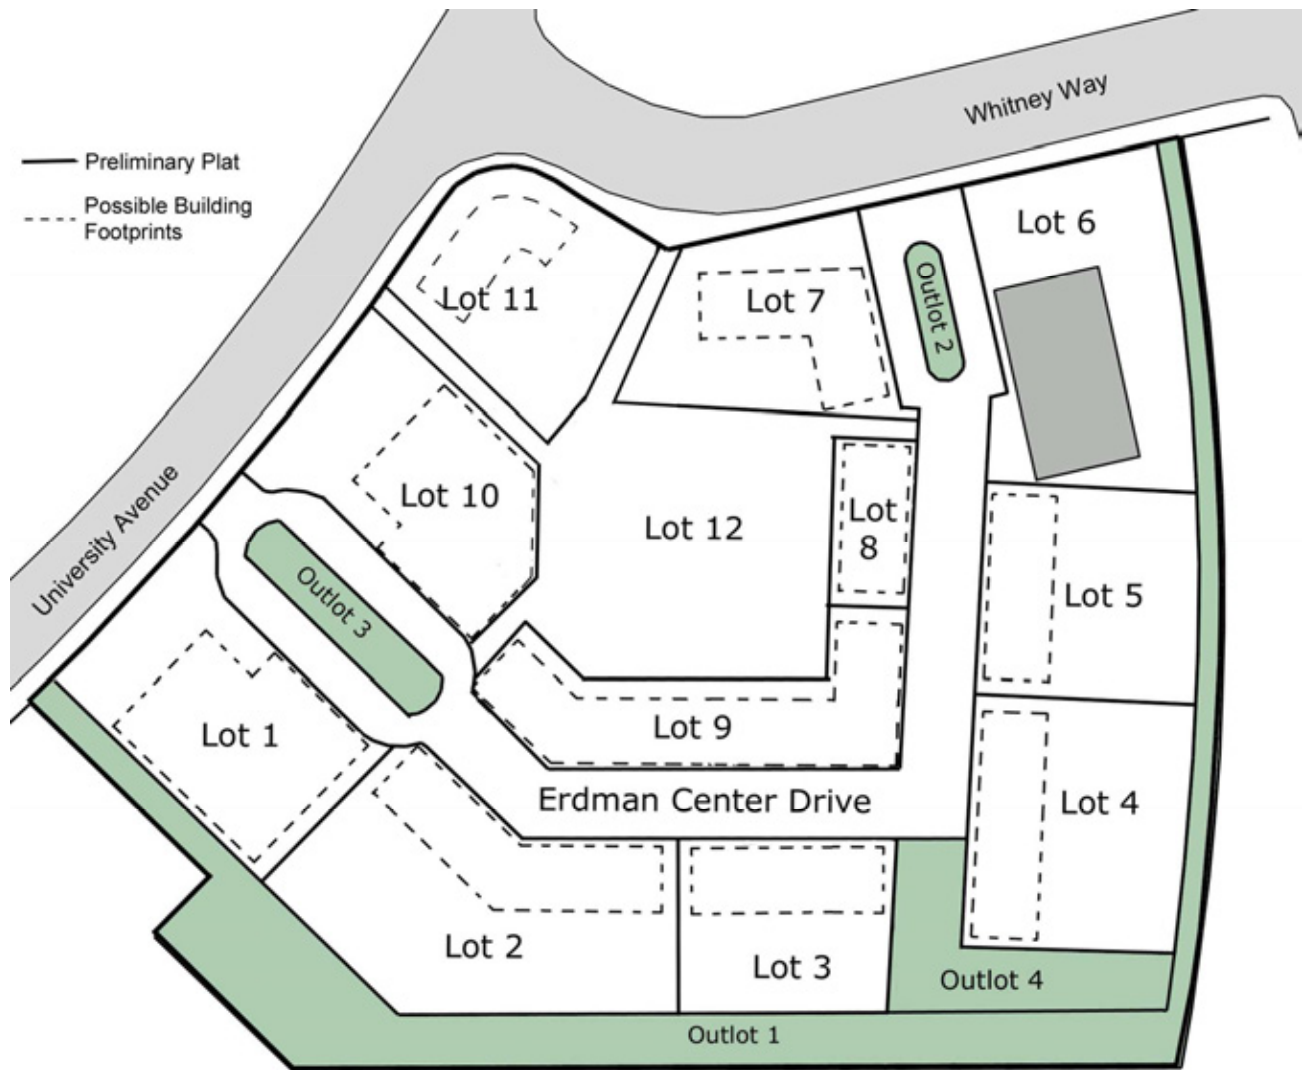 Whitney Way
Preliminary Plat
Possible Building
Footprints
Lot 6
Lot 11
Lot 7
Outlot 2
Lot 10
Lot 12
Lot
8
University Avenue
Outlot 3
Lot 5
Lot 1
Lot 9
Erdman Center Drive
Lot 4
Lot 2
Lot 3
Outlot 4
Outlot 1